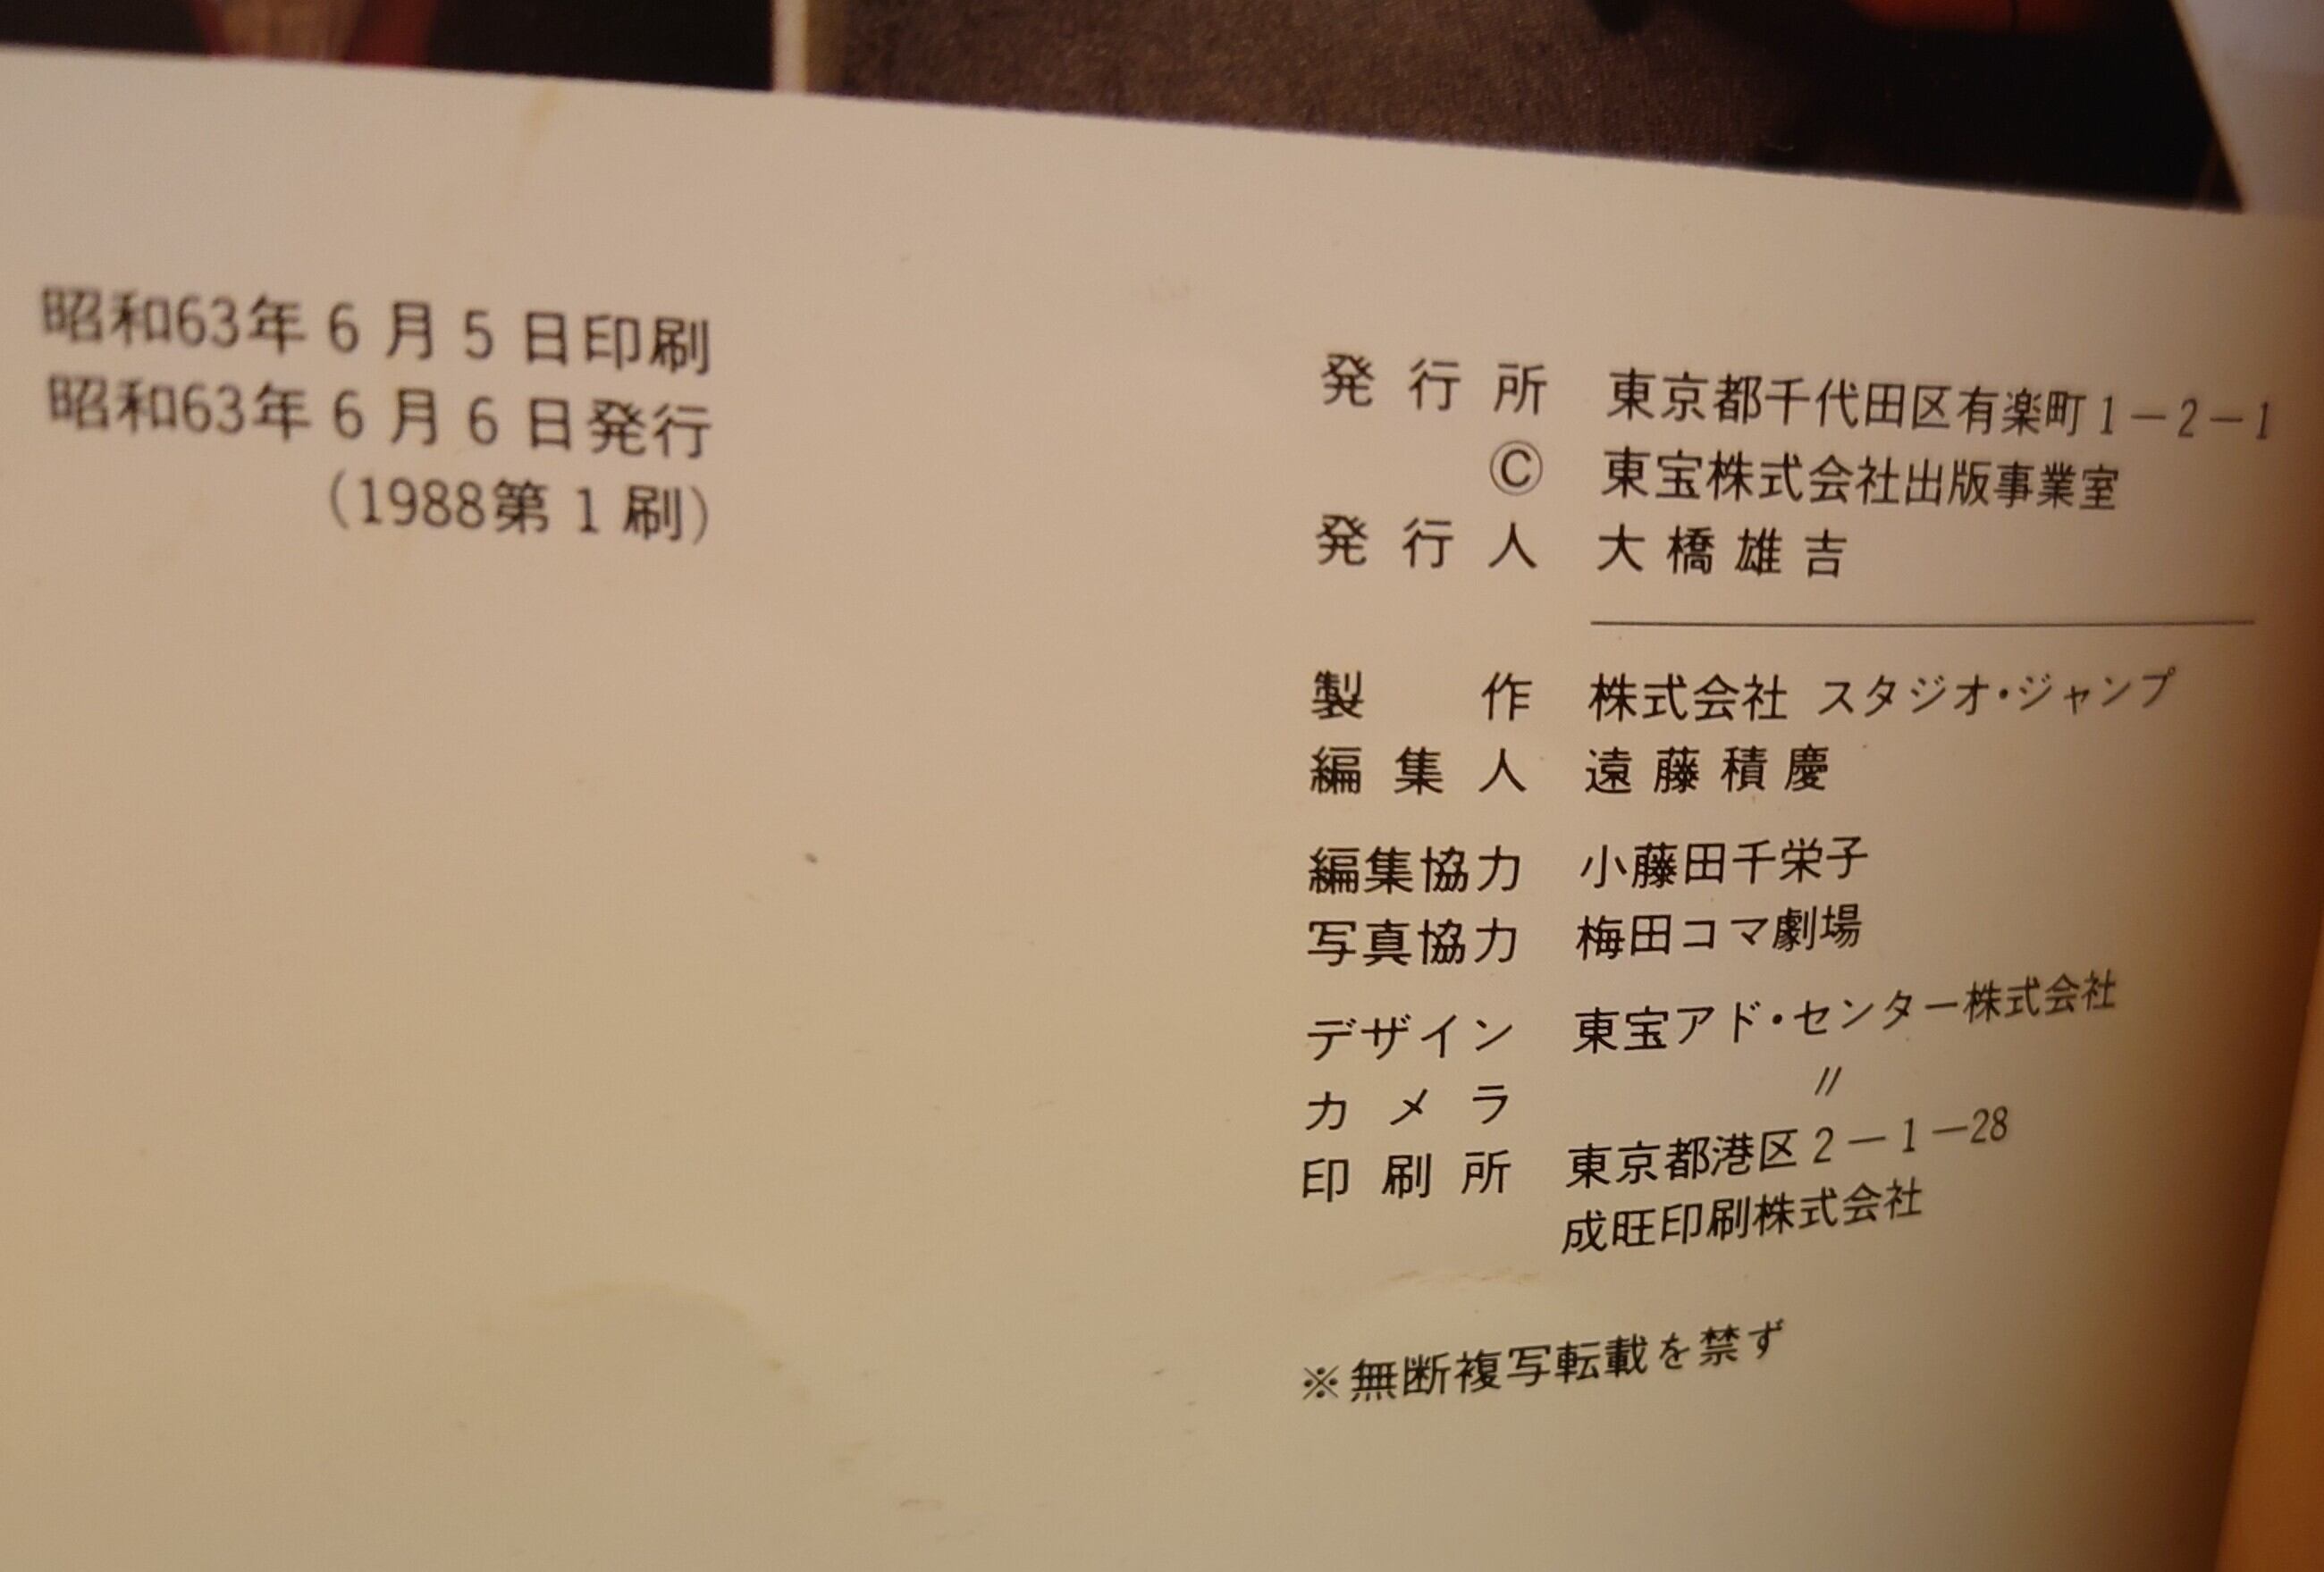 昭和63年6月5日印刷
昭和63年6月6日発行
(1988第1刷)
発行所 東京都千代田区有楽町1-2-1
Ⓒ 東宝株式会社出版事業室
発行人 大橋雄吉
製作 株式会社 スタジオ・ジャンプ
編集人 遠藤積慶
編集協力 小藤田千栄子
写真協力 梅田コマ劇場
デザイン 東宝アド・センター株式会社
カメラ 〃
印刷所 東京都港区2-1-28
成旺印刷株式会社
※無断複写転載を禁ず